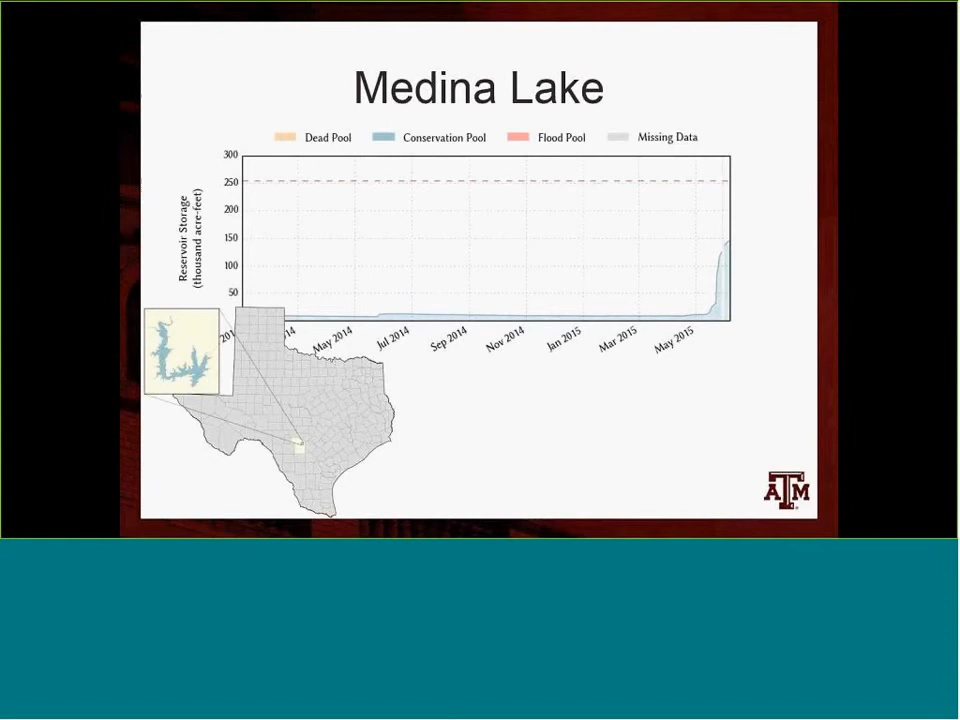 Medina Lake
Dead Pool Conservation Pool Flood Pool Missing Data
Reservoir Storage
(thousand acre-feet)
300
250
200
150
100
50
May 2014 Jul 2014 Sep 2014 Nov 2014 Jan 2015 Mar 2015 May 2015
ATM